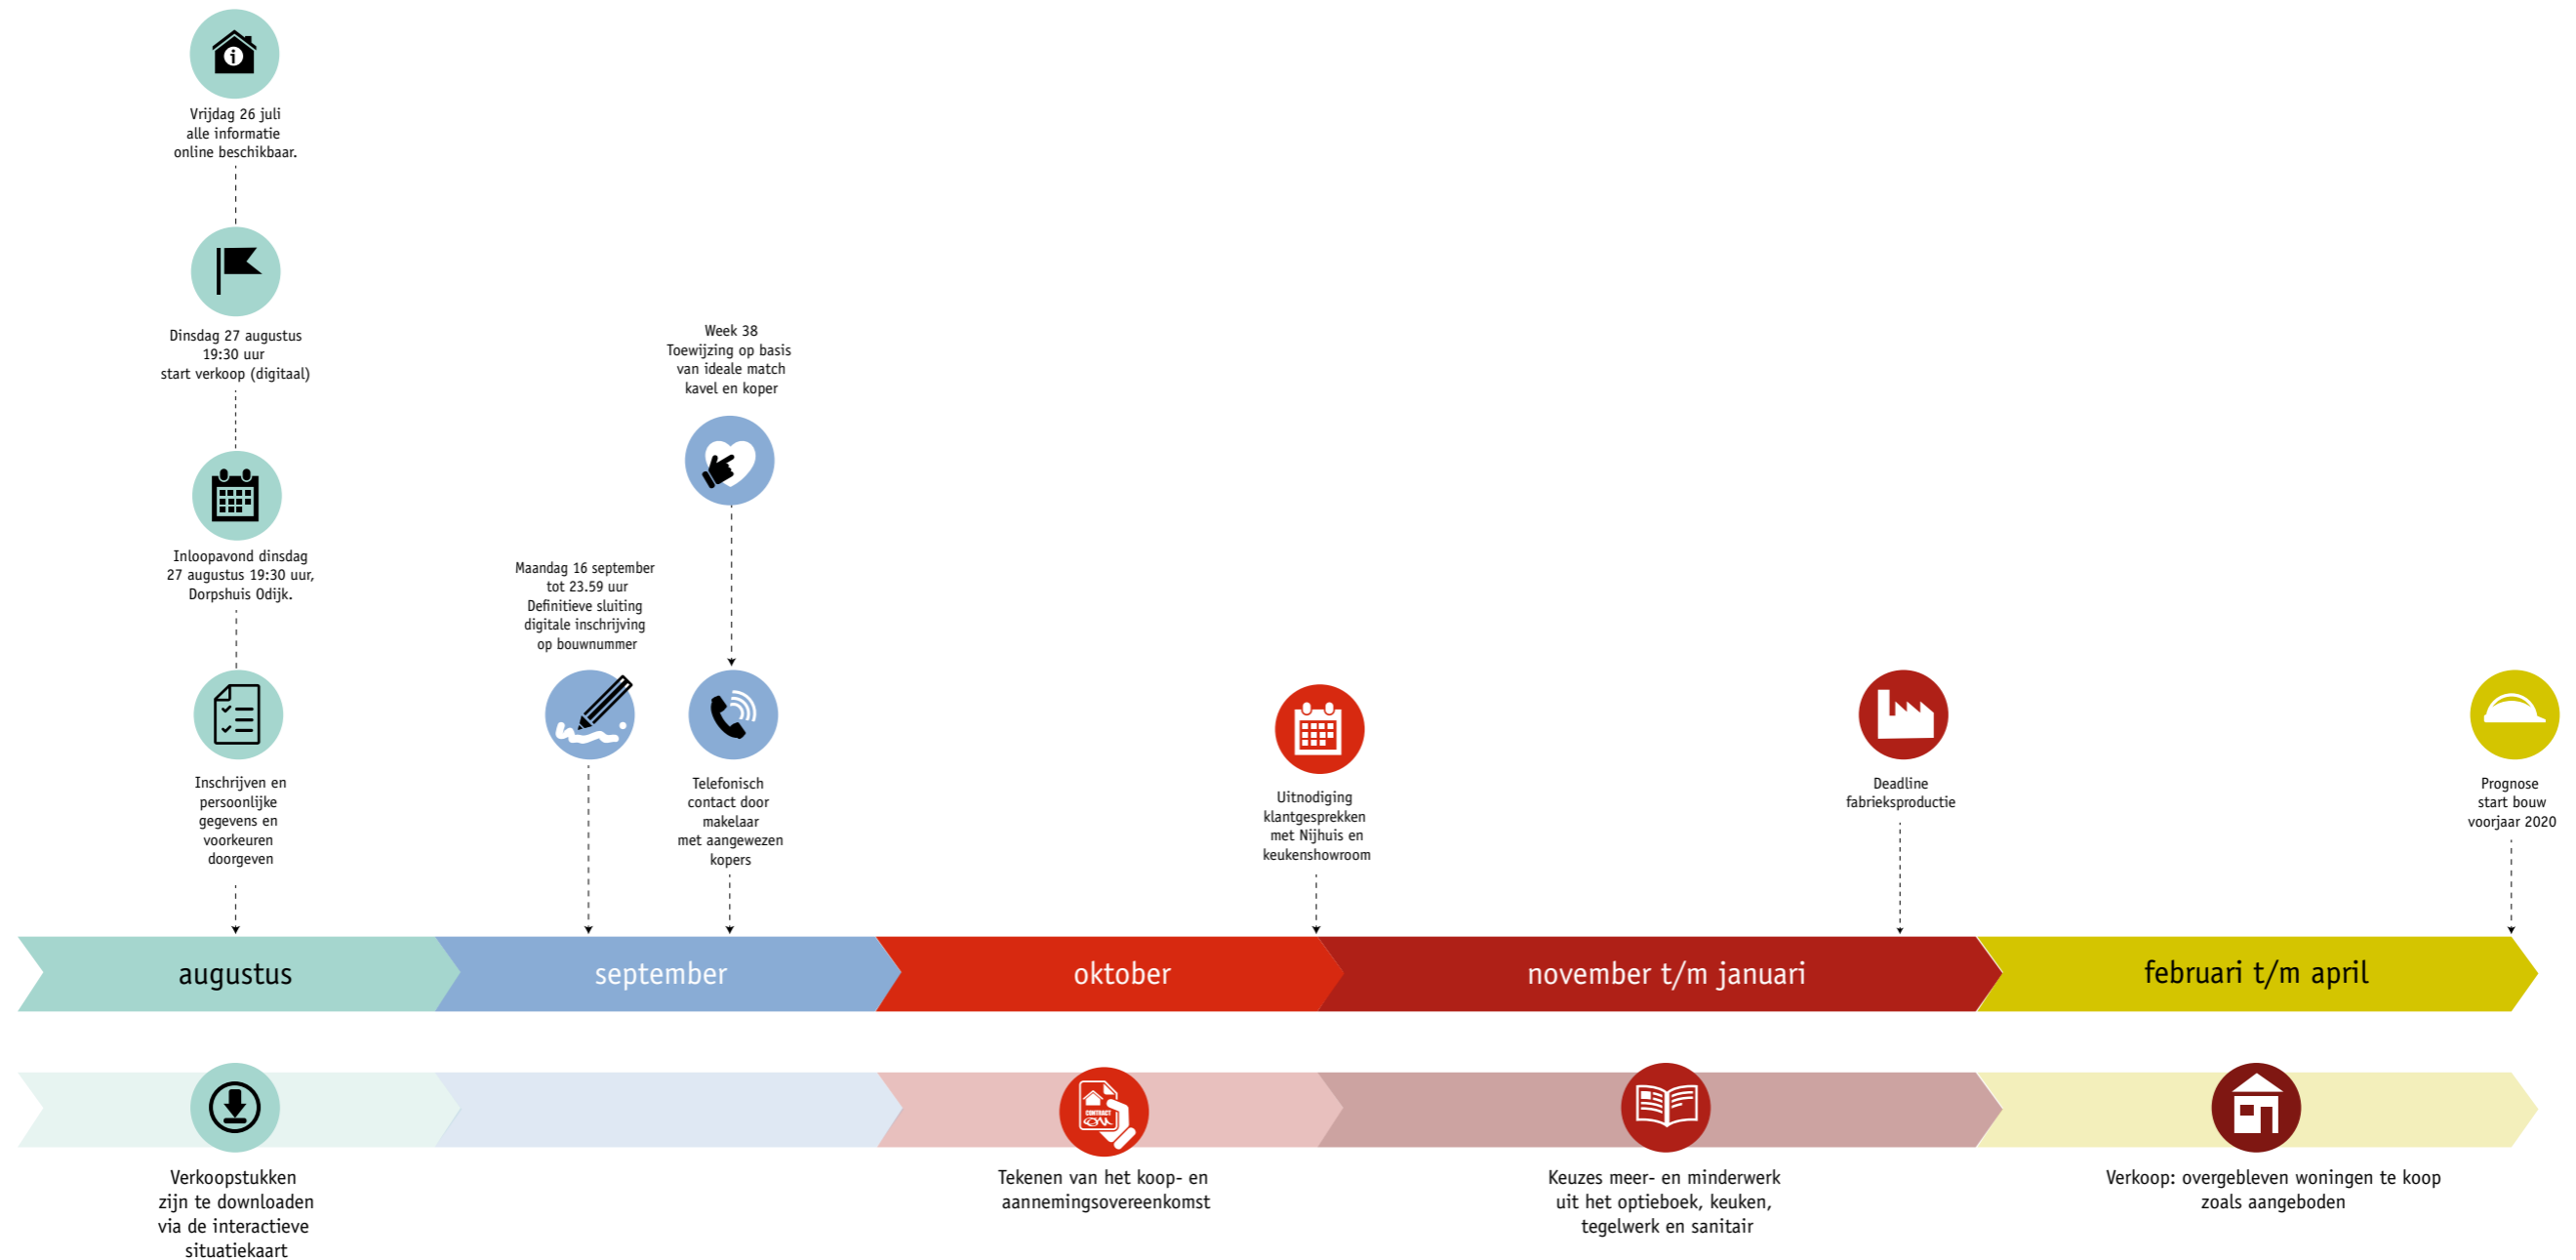 Vrijdag 26 juli
alle informatie
online beschikbaar.
Dinsdag 27 augustus
19:30 uur
start verkoop (digitaal)
Inloopavond dinsdag
27 augustus 19:30 uur,
Dorpshuis Odijk.
Inschrijven en
persoonlijke
gegevens en
voorkeuren
doorgeven
Maandag 16 september
tot 23.59 uur
Definitieve sluiting
digitale inschrijving
op bouwnummer
Week 38
Toewijzing op basis
van ideale match
kavel en koper
Telefonisch
contact door
makelaar
met aangewezen
kopers
Uitnodiging
klantgesprekken
met Nijhuis en
keukenshowroom
Deadline
fabrieksproductie
Prognose
start bouw
voorjaar 2020
augustus
september
oktober
november t/m januari
februari t/m april
CONTRACT
Verkoopstukken
zijn te downloaden
via de interactieve
situatiekaart
Tekenen van het koop- en
aannemingsovereenkomst
Keuzes meer- en minderwerk
uit het optieboek, keuken,
tegelwerk en sanitair
Verkoop: overgebleven woningen te koop
zoals aangeboden